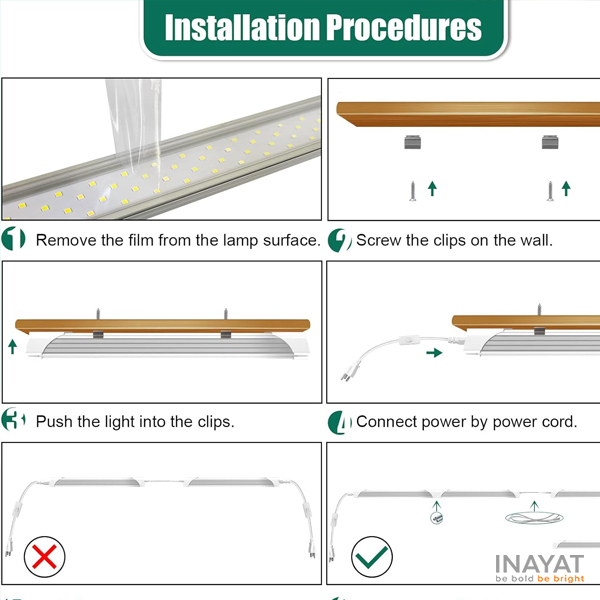 Installation Procedures
1 Remove the film from the lamp surface.
2 Screw the clips on the wall.
3 Push the light into the clips.
4 Connect power by power cord.
INAYAT
be bold be bright